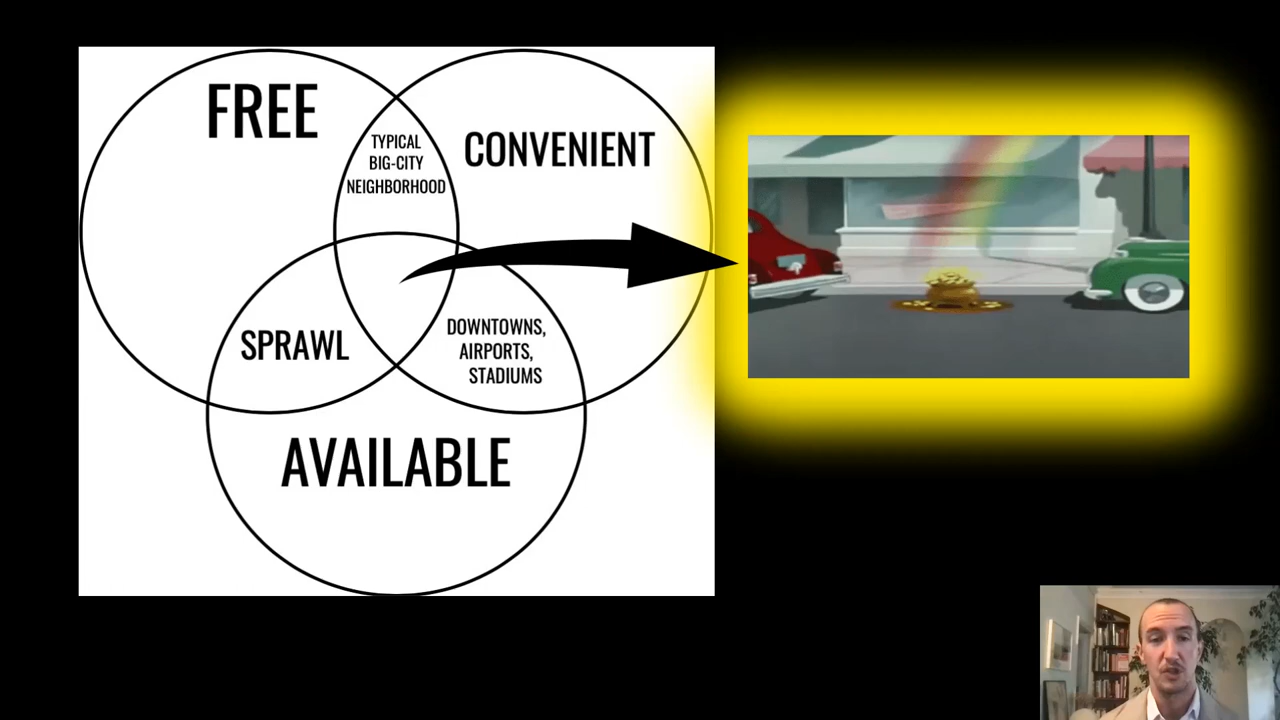 FREE
CONVENIENT
TYPICAL
BIG-CITY
NEIGHBORHOOD
SPRAWL
DOWNTOWNS,
AIRPORTS,
STADIUMS
AVAILABLE